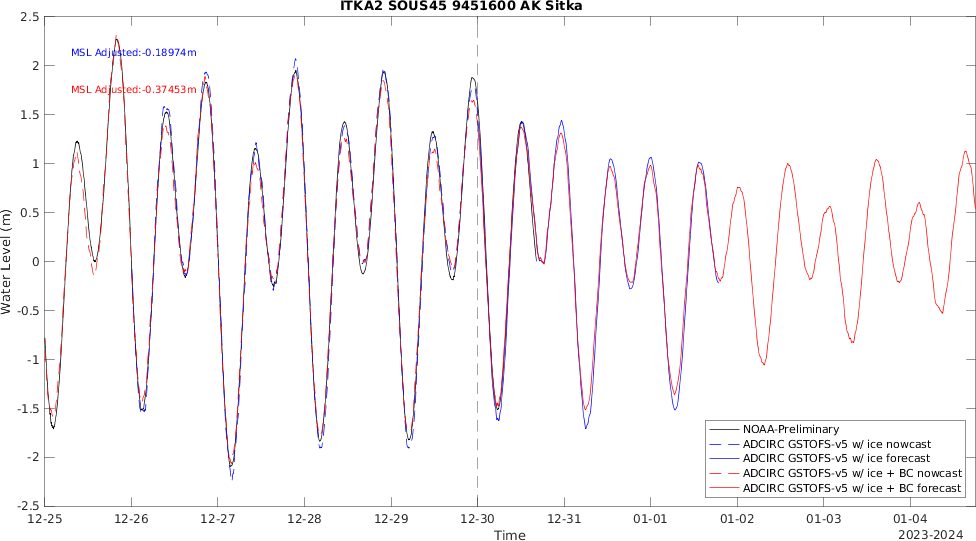 ITKA2 SOUS45 9451600 AK Sitka
MSL Adjusted:-0.18974m
MSL Adjusted:-0.37453m
2.5
2
1.5
1
0.5
0
-0.5
-1
-1.5
-2
-2.5
Water Level (m)
NOAA-Preliminary
ADCIRC GSTOFS-v5 w/ ice nowcast
ADCIRC GSTOFS-v5 w/ ice forecast
ADCIRC GSTOFS-v5 w/ ice + BC nowcast
ADCIRC GSTOFS-v5 w/ ice + BC forecast
12-25 12-26 12-27 12-28 12-29 12-30 12-31 01-01 01-02 01-03 01-04
Time
2023-2024